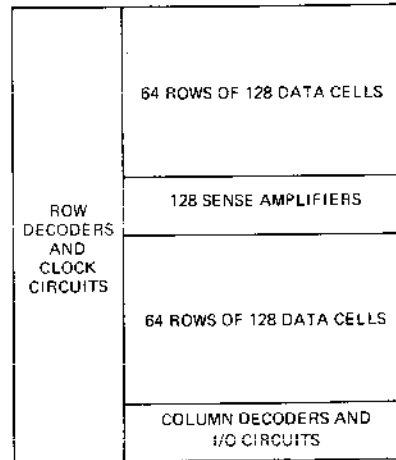 ROW
DECODERS
AND
CLOCK
CIRCUITS
64 ROWS OF 128 DATA CELLS
128 SENSE AMPLIFIERS
64 ROWS OF 128 DATA CELLS
COLUMN DECODERS AND
I/O CIRCUITS